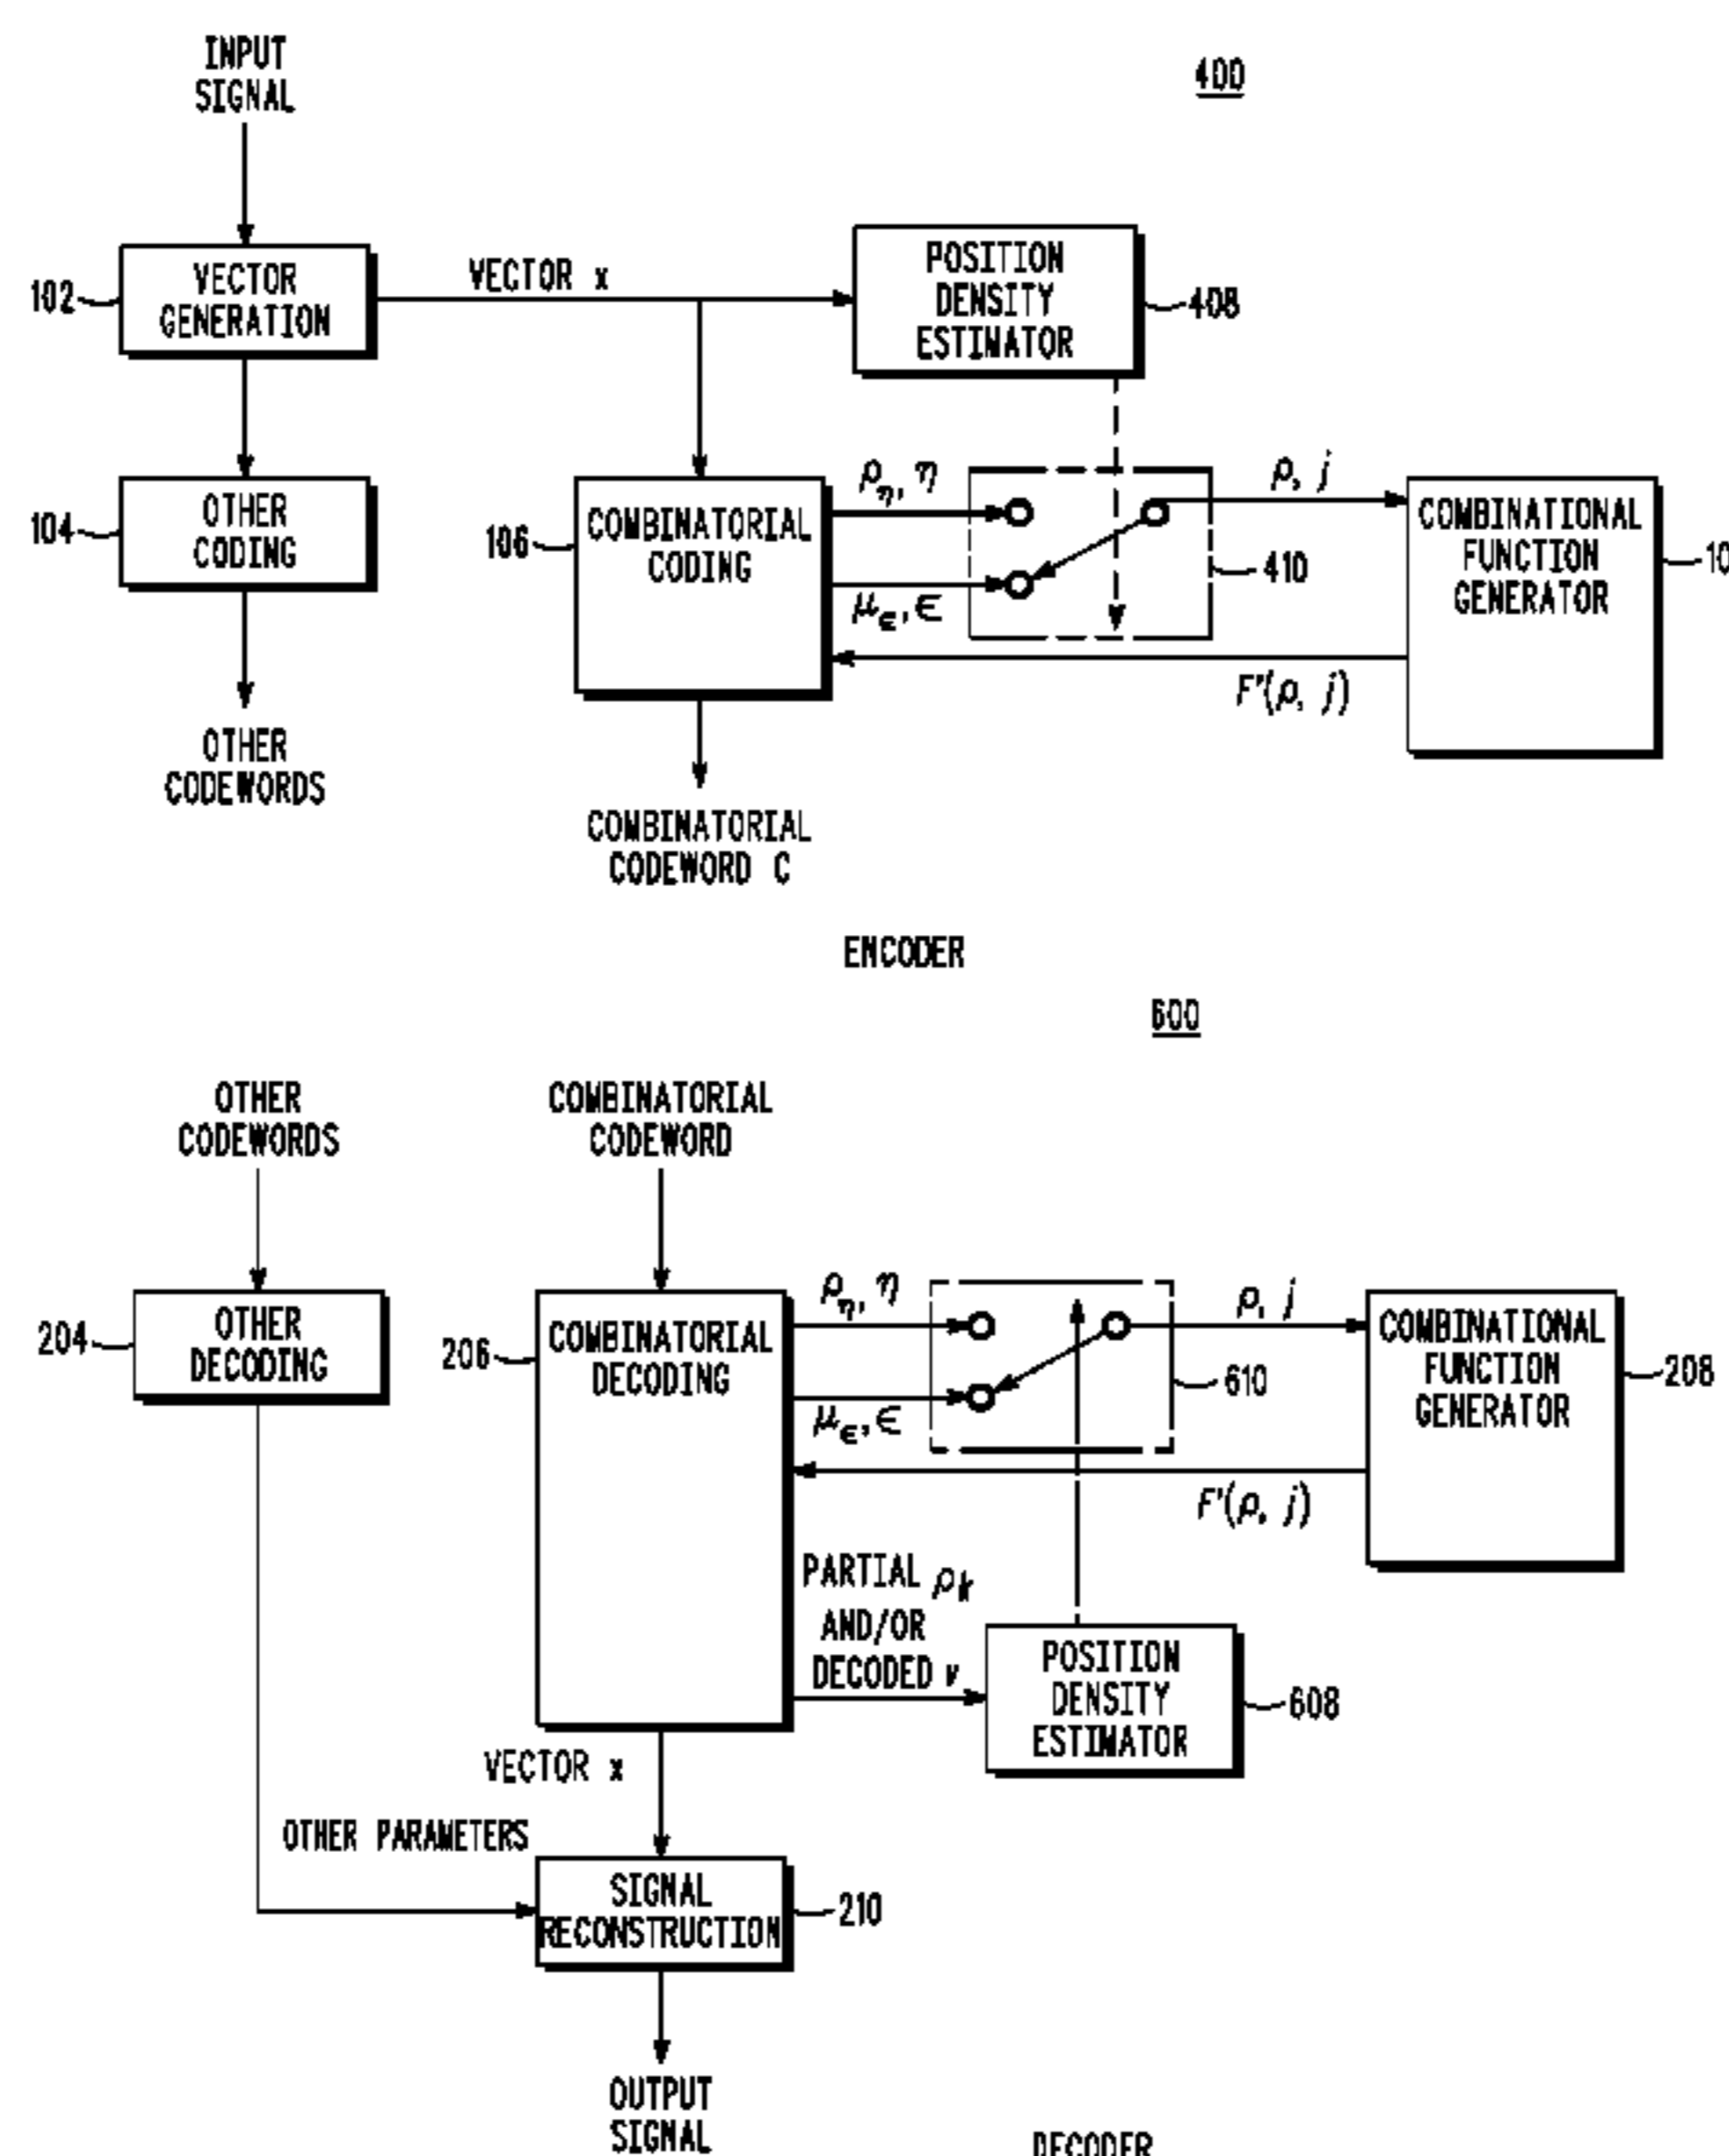 INPUT
SIGNAL
400
102
VECTOR
GENERATION
VECTOR x
POSITION
DENSITY
ESTIMATOR
408
104
OTHER
CODING
106
COMBINATORIAL
CODING
ρη, η
με, ϵ
410
ρ, j
COMBINATIONAL
FUNCTION
GENERATOR
10
F'(ρ, j)
OTHER
CODEWORDS
COMBINATORIAL
CODEWORD C
ENCODER
600
OTHER
CODEWORDS
COMBINATORIAL
CODEWORD
204
OTHER
DECODING
206
COMBINATORIAL
DECODING
ρη, η
με, ϵ
610
ρ, j
COMBINATIONAL
FUNCTION
GENERATOR
208
F'(ρ, j)
PARTIAL ρk
AND/OR
DECODED ν
POSITION
DENSITY
ESTIMATOR
608
VECTOR x
OTHER PARAMETERS
SIGNAL
RECONSTRUCTION
210
OUTPUT
SIGNAL
DECODER